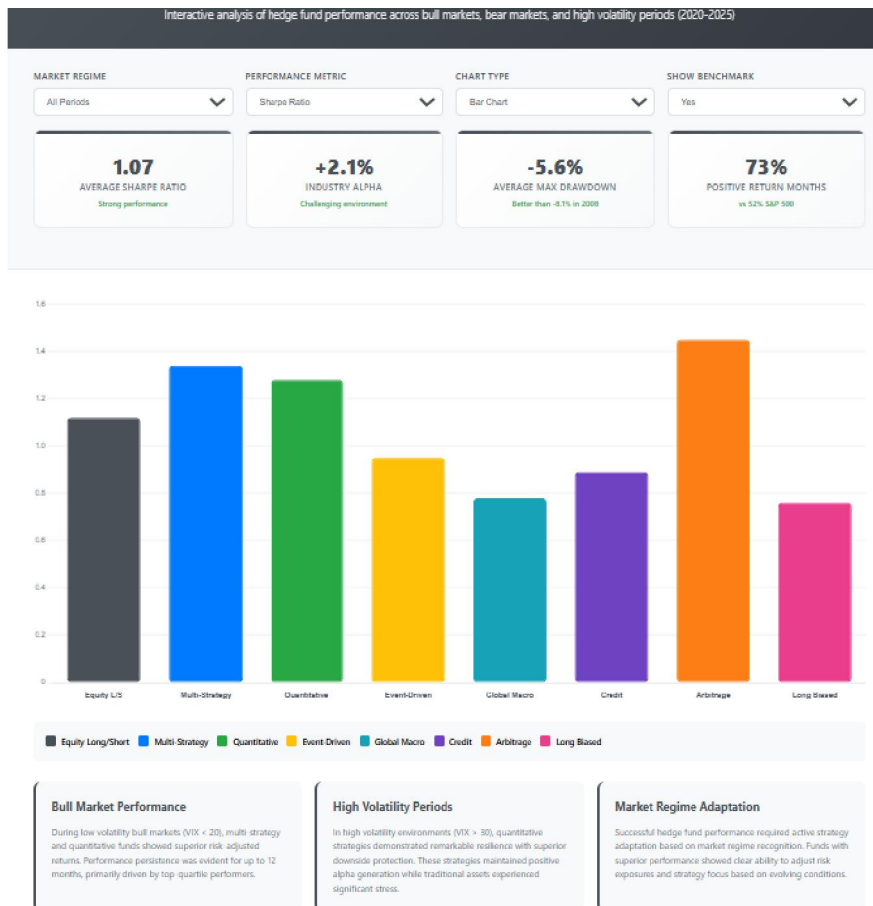 Interactive analysis of hedge fund performance across bull markets, bear markets, and high volatility periods (2020-2025)
MARKET REGIME
PERFORMANCE METRIC
CHART TYPE
SHOW BENCHMARK
All Periods
Sharpe Ratio
Bar Chart
Yes
1.07
AVERAGE SHARPE RATIO
Strong performance
+2.1%
INDUSTRY ALPHA
Challenging environment
-5.6%
AVERAGE MAX DRAWDOWN
Better than -8.1% in 2008
73%
POSITIVE RETURN MONTHS
vs 52% S&P 500
1.6
1.4
1.2
1.0
0.8
0.6
0.4
0.2
0
Equity L/S
Multi-Strategy
Quantitative
Event-Driven
Global Macro
Credit
Arbitrage
Long Biased
Equity Long/Short
Multi-Strategy
Quantitative
Event-Driven
Global Macro
Credit
Arbitrage
Long Biased
Bull Market Performance
During low volatility bull markets (VIX < 20), multi-strategy
and quantitative funds showed superior risk-adjusted
returns. Performance persistence was evident for up to 12
months, primarily driven by top-quartile performers.
High Volatility Periods
In high volatility environments (VIX > 30), quantitative
strategies demonstrated remarkable resilience with superior
downside protection. These strategies maintained positive
alpha generation while traditional assets experienced
significant stress.
Market Regime Adaptation
Successful hedge fund performance required active strategy
adaptation based on market regime recognition. Funds with
superior performance showed clear ability to adjust risk
exposures and strategy focus based on evolving conditions.